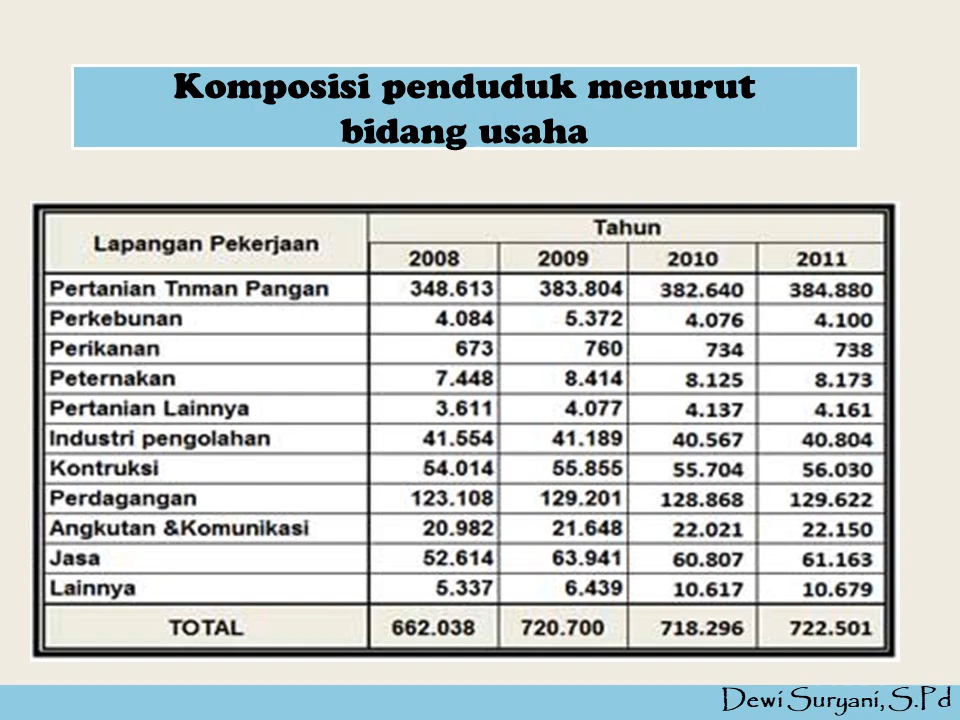 Komposisi penduduk menurut
bidang usaha
Lapangan Pekerjaan Tahun
2008 2009 2010 2011
Pertanian Tnman Pangan 348.613 383.804 382.640 384.880
Perkebunan 4.084 5.372 4.076 4.100
Perikanan 673 760 734 738
Peternakan 7.448 8.414 8.125 8.173
Pertanian Lainnya 3.611 4.077 4.137 4.161
Industri pengolahan 41.554 41.189 40.567 40.804
Kontruksi 54.014 55.855 55.704 56.030
Perdagangan 123.108 129.201 128.868 129.622
Angkutan &Komunikasi 20.982 21.648 22.021 22.150
Jasa 52.614 63.941 60.807 61.163
Lainnya 5.337 6.439 10.617 10.679
TOTAL 662.038 720.700 718.296 722.501
Dewi Suryani, S.Pd